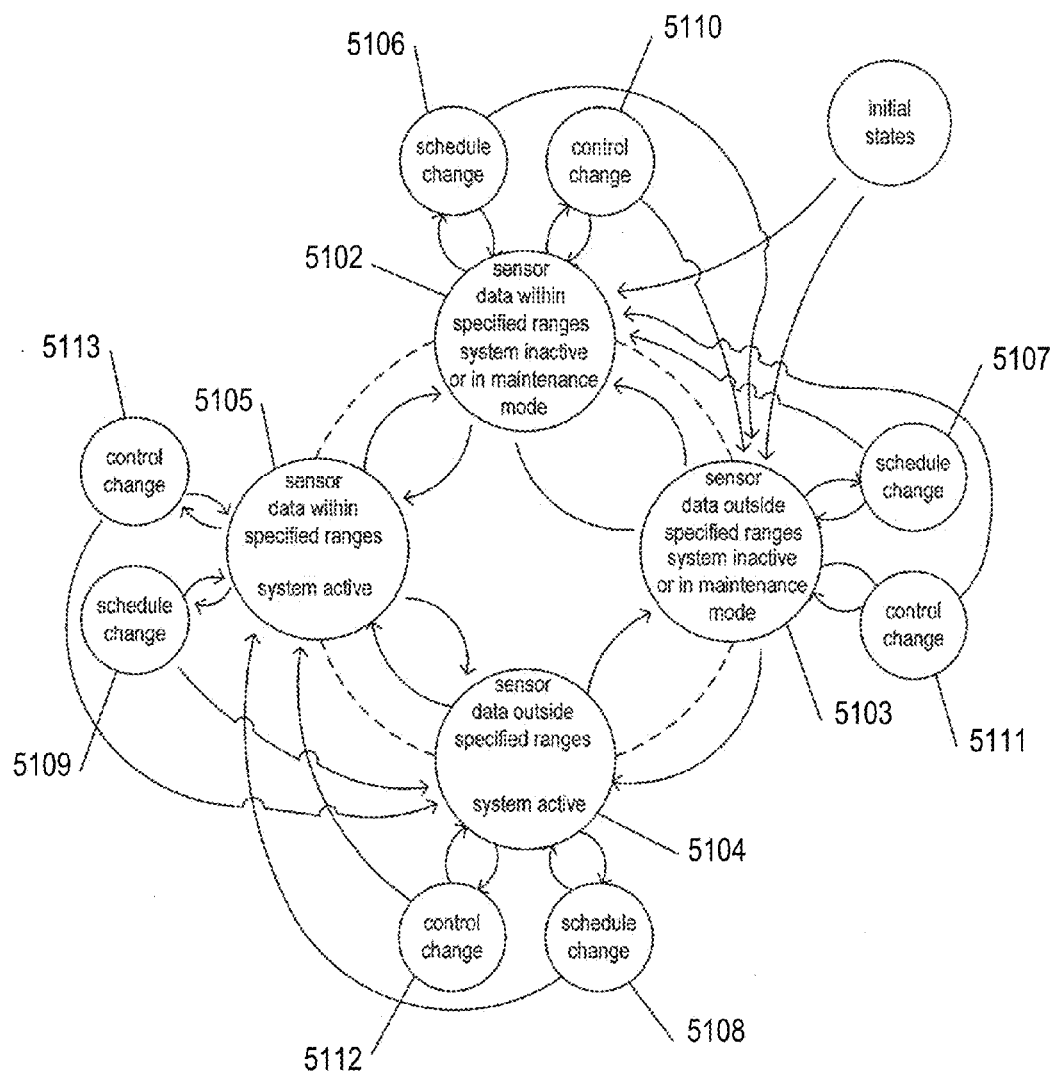 5106
5110
schedule
change
control
change
initial
states
5102
sensor
data within
specified ranges
system inactive
or in maintenance
mode
5113
5105
5107
control
change
sensor
data within
specified ranges
system active
sensor
data outside
specified ranges
system inactive
or in maintenance
mode
schedule
change
schedule
change
control
change
5109
sensor
data outside
specified ranges
system active
5103
5111
5104
control
change
schedule
change
5112
5108